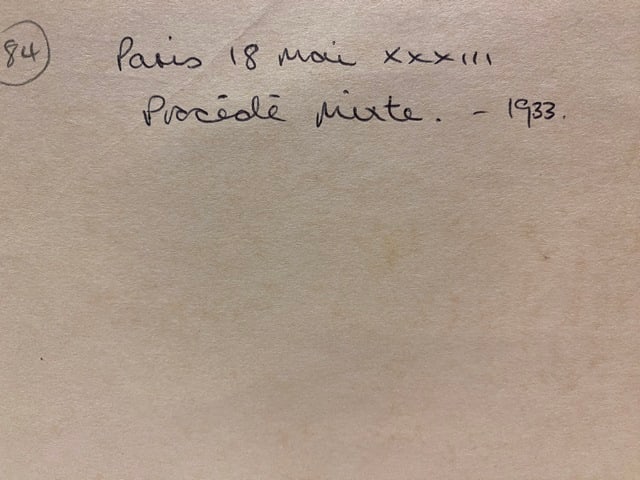 84
Paris 18 Mai XXXIII
Procédé Mixte. - 1933.